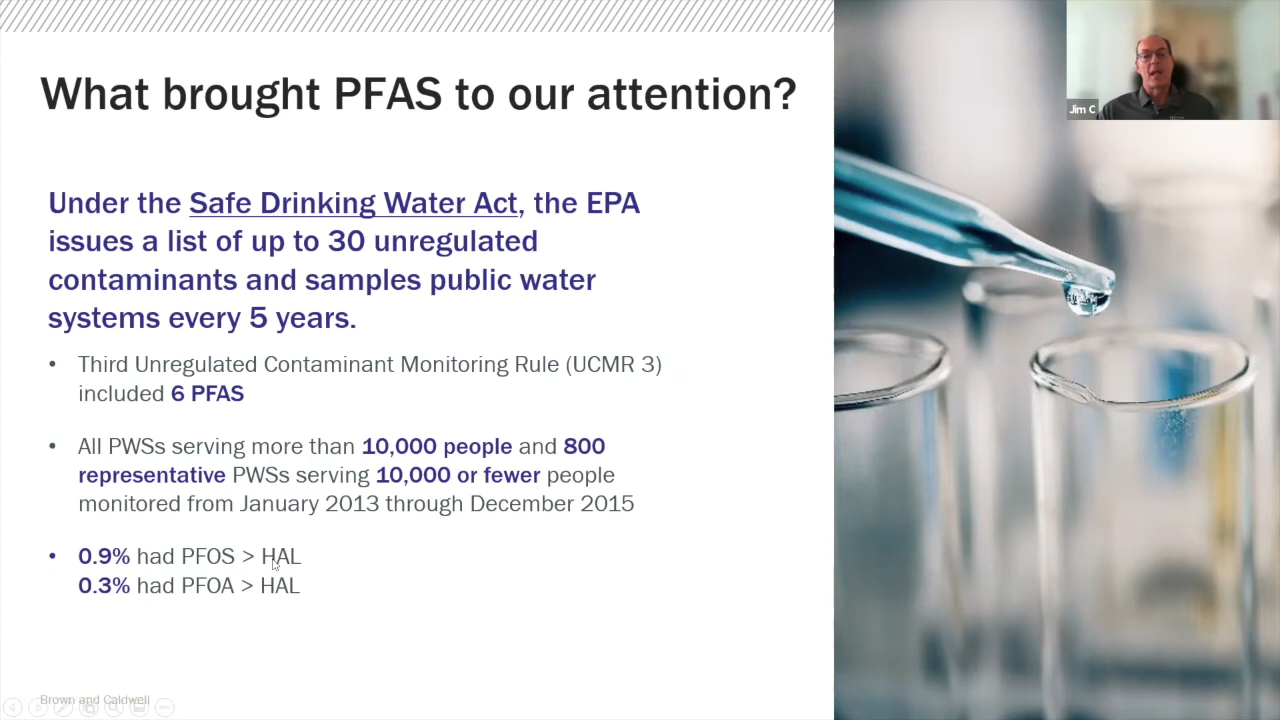 What brought PFAS to our attention?
Jim C
Under the Safe Drinking Water Act, the EPA
issues a list of up to 30 unregulated
contaminants and samples public water
systems every 5 years.
• Third Unregulated Contaminant Monitoring Rule (UCMR 3)
included 6 PFAS
• All PWSs serving more than 10,000 people and 800
representative PWSs serving 10,000 or fewer people
monitored from January 2013 through December 2015
• 0.9% had PFOS > HAL
0.3% had PFOA > HAL
Brown and Caldwell